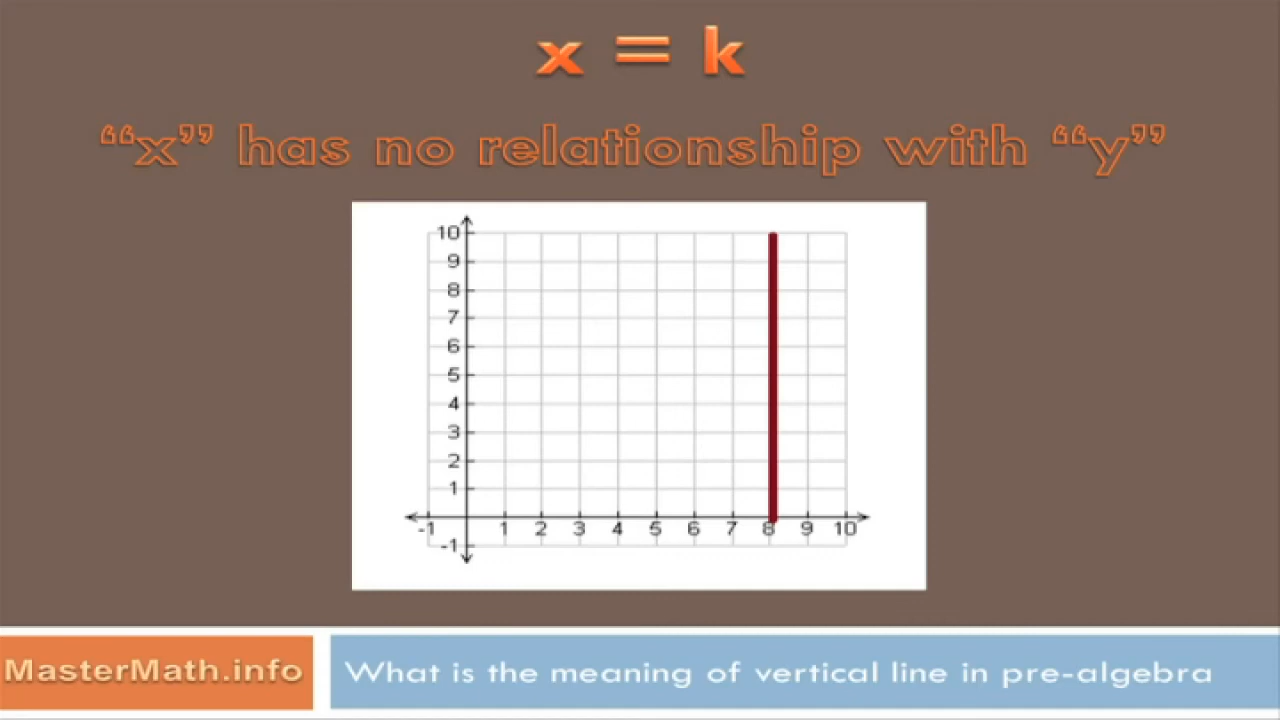 x = k
“x” has no relationship with “y”
10
9
8
7
6
5
4
3
2
1
-1 1 2 3 4 5 6 7 8 9 10
-1
MasterMath.info
What is the meaning of vertical line in pre-algebra